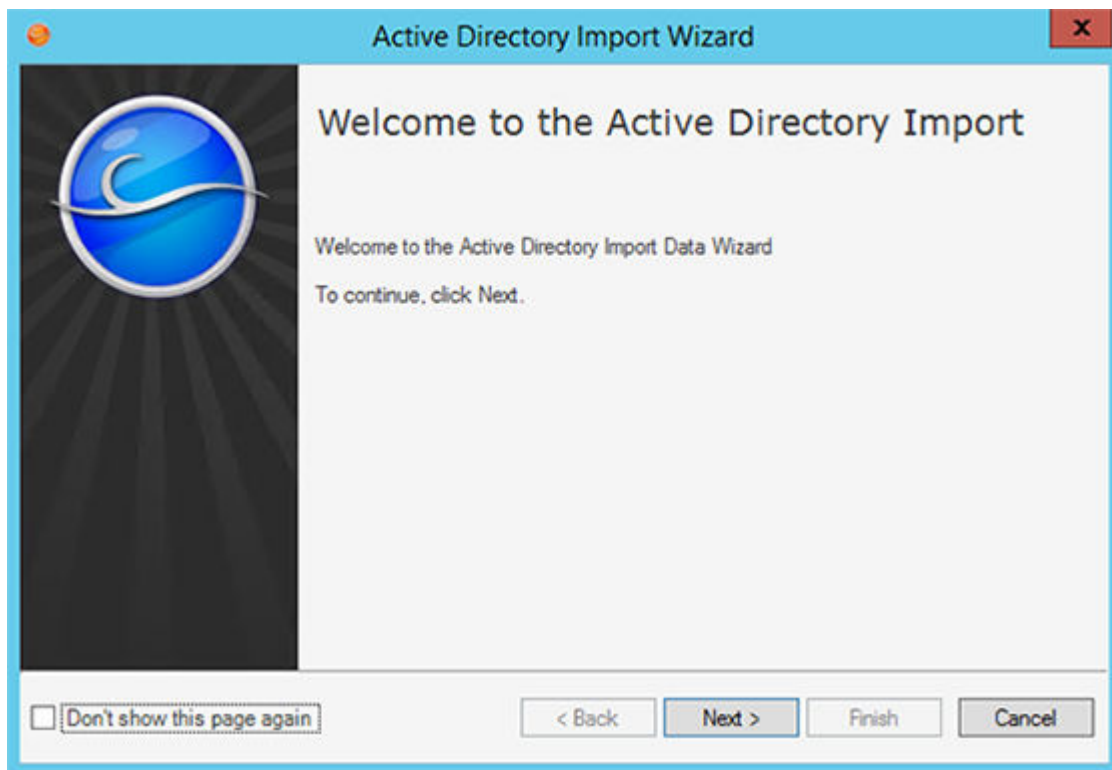 Active Directory Import Wizard
x
Welcome to the Active Directory Import
Welcome to the Active Directory Import Data Wizard
To continue, click Next.
Don't show this page again
< Back
Next >
Finish
Cancel